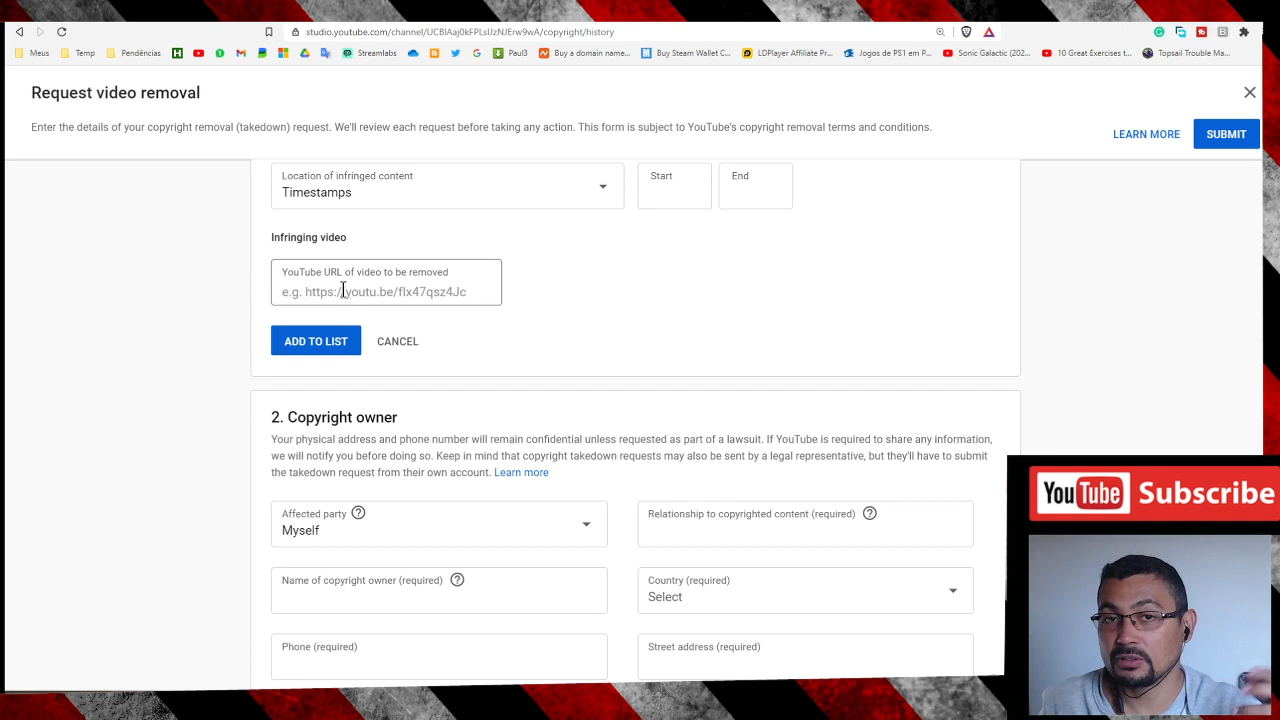 studio.youtube.com/channel/UCBlAaj0kFPLslJzNJErw9wA/copyright/history
Meus Temp Pendências Streamlabs Paul3 Buy a domain name... Buy Steam Wallet C... LDPlayer Affiliate Pr... Jogos de PS1 em P... Sonic Galactic (202... 10 Great Exercises t... Topsail Trouble Ma...
Request video removal
Enter the details of your copyright removal (takedown) request. We'll review each request before taking any action. This form is subject to YouTube's copyright removal terms and conditions.
LEARN MORE SUBMIT
Location of infringed content Start End
Timestamps
Infringing video
YouTube URL of video to be removed
e.g. https://youtu.be/flx47qsz4Jc
ADD TO LIST CANCEL
2. Copyright owner
Your physical address and phone number will remain confidential unless requested as part of a lawsuit. If YouTube is required to share any information,
we will notify you before doing so. Keep in mind that copyright takedown requests may also be sent by a legal representative, but they'll have to submit
the takedown request from their own account. Learn more
Affected party Relationship to copyrighted content (required)
Myself
Name of copyright owner (required) Country (required)
Select
Phone (required) Street address (required)
YouTube Subscribe